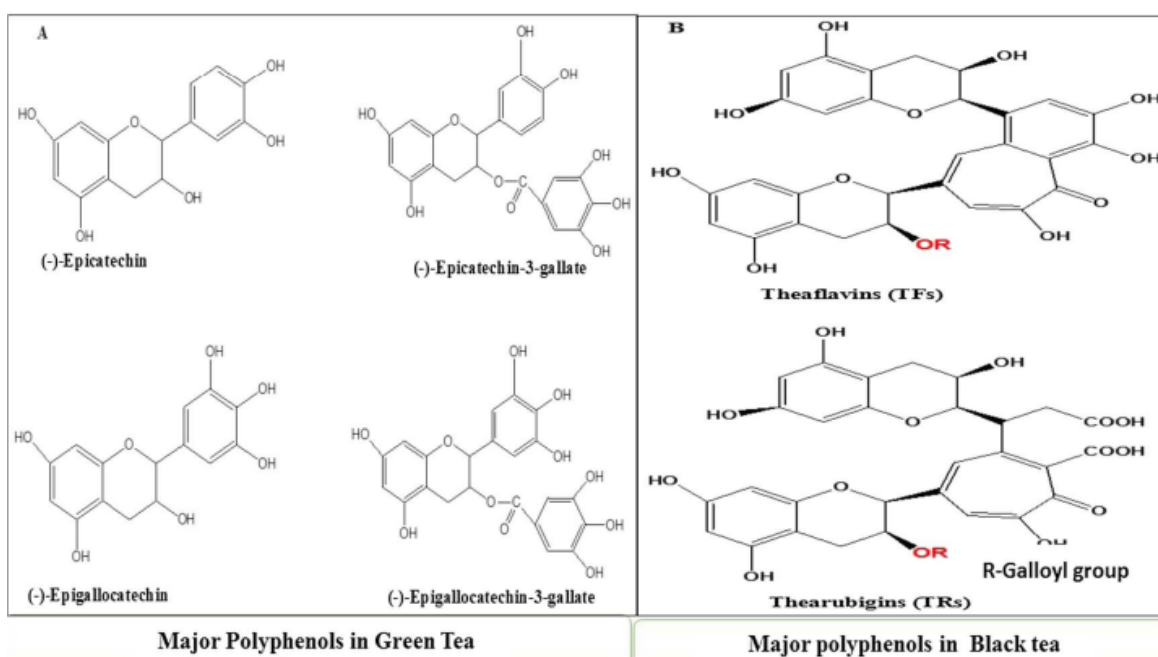 A
OH
OH
HO
O
OH
OH
(-)-Epicatechin
OH
OH
HO
O
O
C
O
OH
OH
OH
OH
(-)-Epicatechin-3-gallate
OH
OH
OH
HO
O
OH
OH
(-)-Epigallocatechin
OH
OH
OH
HO
O
O
C
O
OH
OH
OH
OH
(-)-Epigallocatechin-3-gallate
Major Polyphenols in Green Tea
B
OH
OH
HO
O
OH
OH
HO
O
O
OH
OR
OH
Theaflavins (TFs)
OH
OH
HO
O
COOH
COOH
HO
O
O
OH
OR
OH
R-Galloyl group
Thearubigins (TRs)
Major polyphenols in Black tea